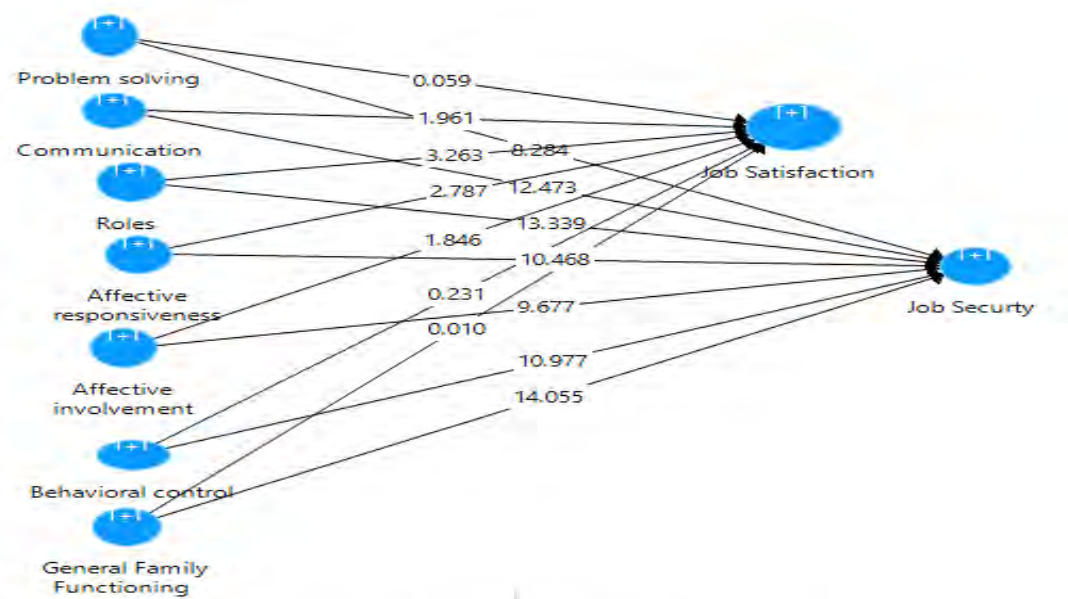 [+]
Problem solving
[+]
Communication
[+]
Roles
[+]
Affective
responsiveness
[+]
Affective
involvement
[+]
Behavioral control
[+]
General Family
Functioning
0.059
1.961
3.263
2.787
1.846
0.231
0.010
8.284
12.473
13.339
10.468
9.677
10.977
14.055
[+]
Job Satisfaction
[+]
Job Securty